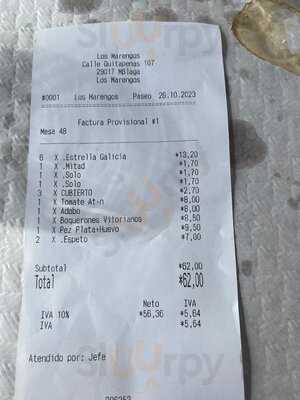 Los Marengos
Calle Quitapenas 107
29017 Málaga
Los Marengos
#0001 Los Marengos Paseo 26.10.2023
Factura Provisional #1
Mesa 48
6 X .Estrella Galicia *13,20
1 X .Mitad *1,70
1 X .Solo *1,70
1 X .Solo *1,70
3 X CUBIERTO *2,70
1 X Tomate At-n *8,00
1 X Adobo *8,00
1 X Boquerones Vitorianos *8,50
1 X Pez Plata+Huevo *9,50
2 X .Espeto *7,00
Subtotal *62,00
Total *62,00
Neto IVA
IVA 10% *56,36 *5,64
IVA *5,64
Atendido por: Jefe
Sluurpy